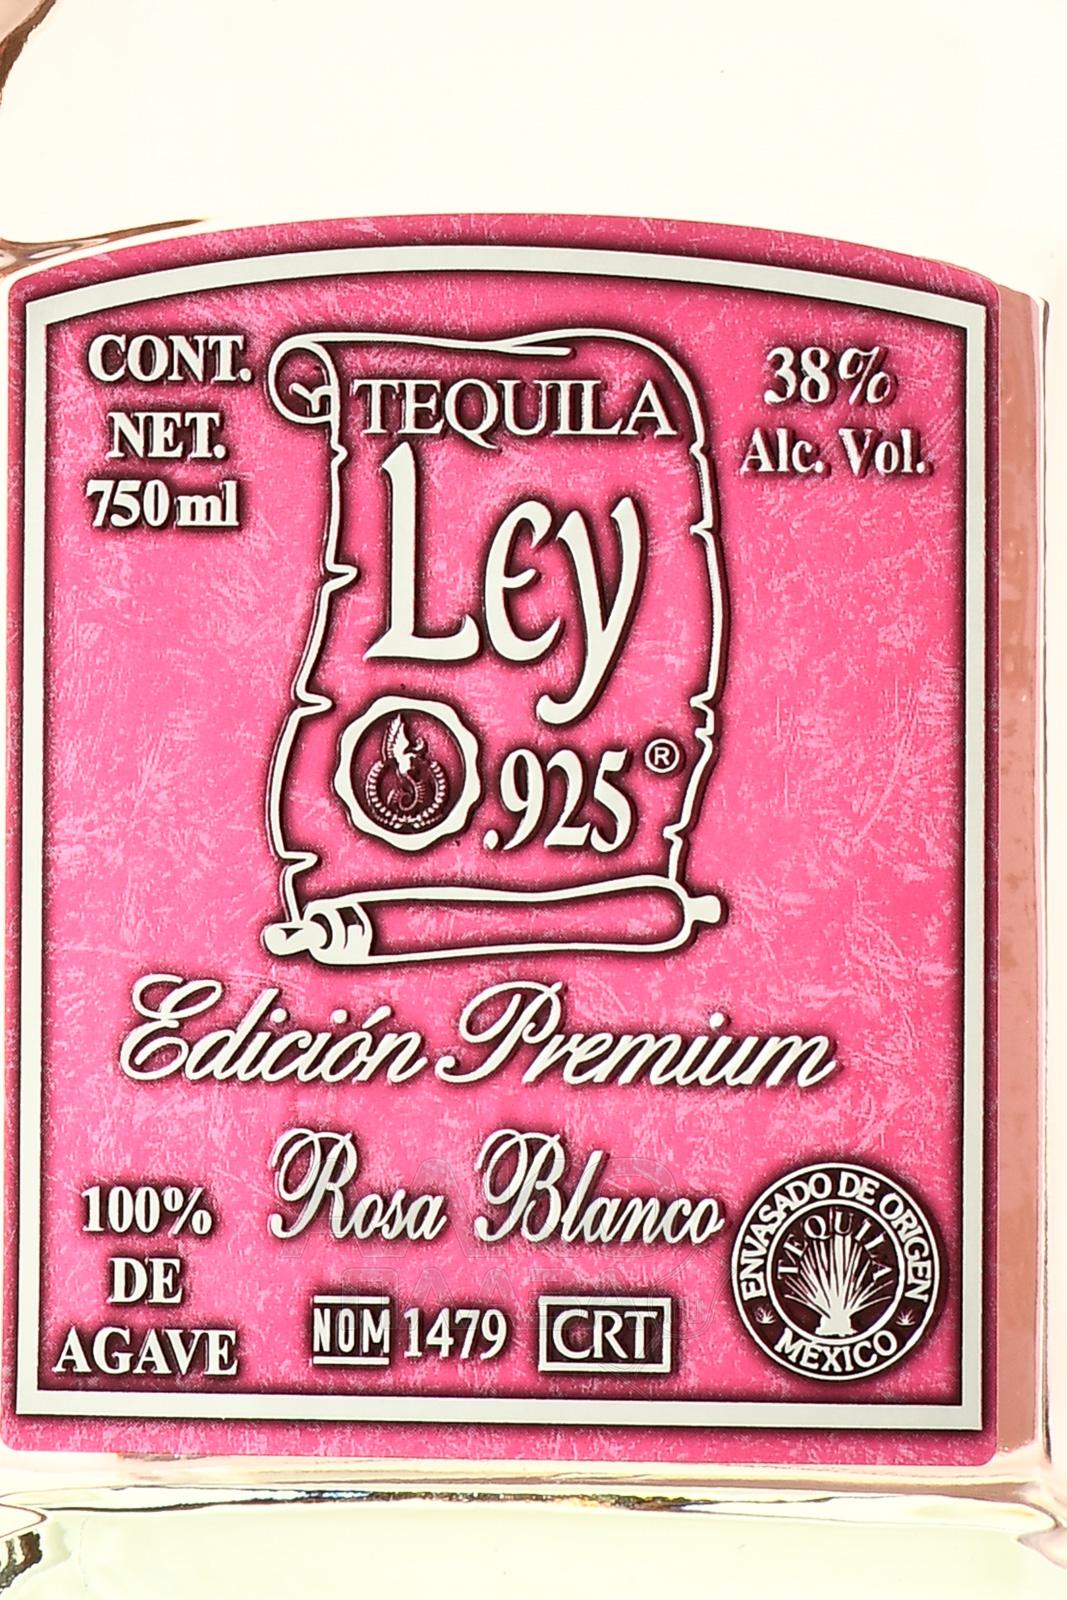 CONT.
NET.
750 ml
TEQUILA
Ley
.925®
38%
Alc. Vol.
Edición Premium
Rosa Blanco
100%
DE
AGAVE
NOM 1479 CRT
ENVASADO DE ORIGEN
TEQUILA
MEXICO